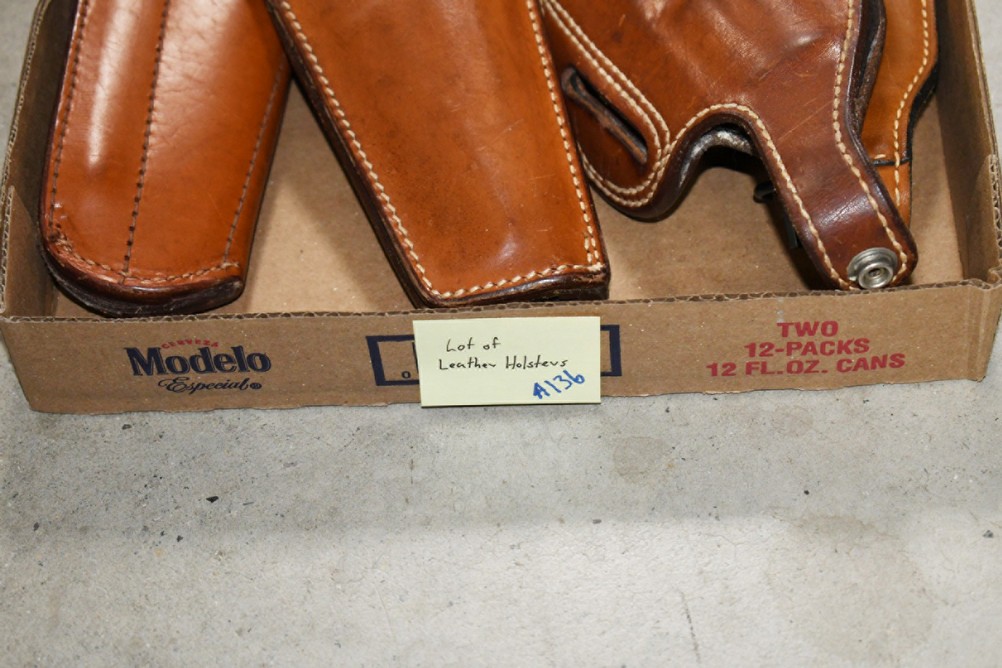 CERVEZA
Modelo
Especial®
Lot of
Leather Holsters
A136
TWO
12-PACKS
12 FL.OZ. CANS